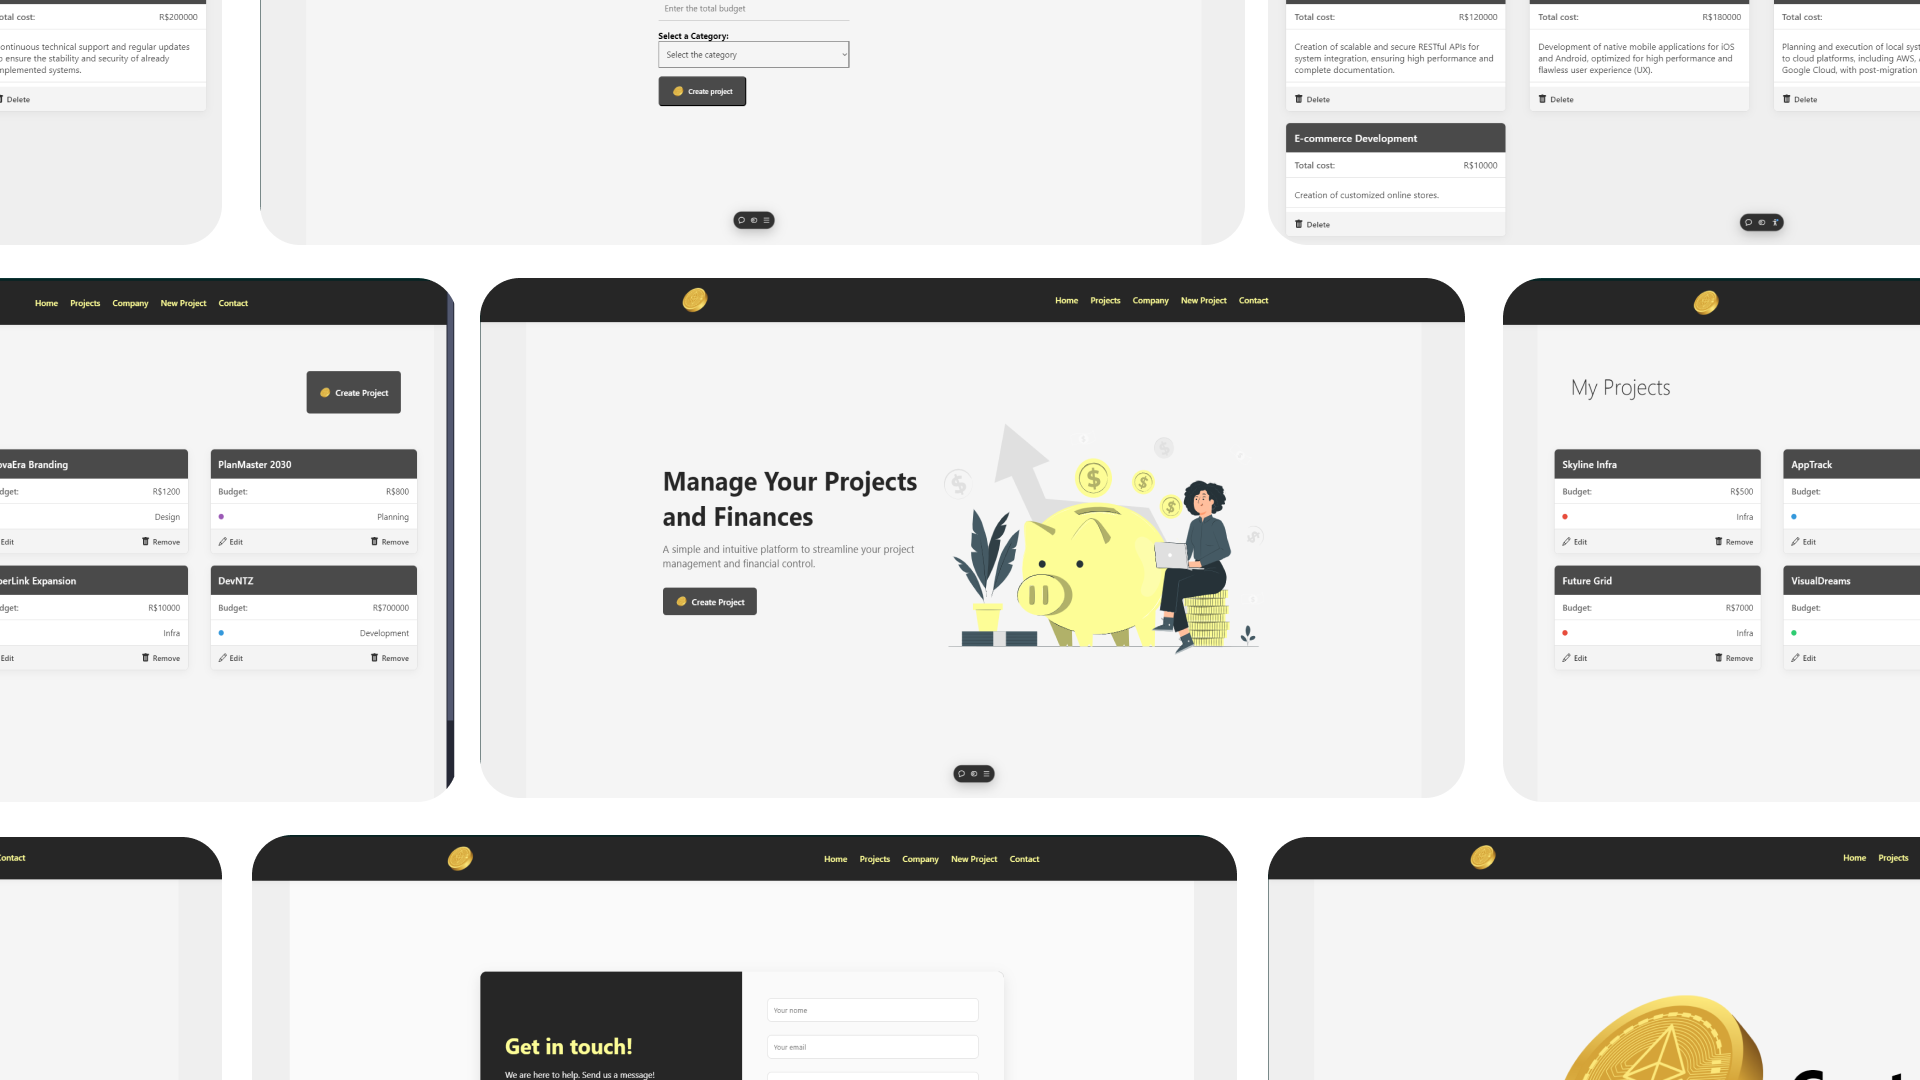 Total cost: R$200000
continuous technical support and regular updates
to ensure the stability and security of already
implemented systems.
Delete
Enter the total budget
Select a Category:
Select the category
Create project
Total cost: R$120000
Creation of scalable and secure RESTful APIs for
system integration, ensuring high performance and
complete documentation.
Delete
Total cost: R$180000
Development of native mobile applications for iOS
and Android, optimized for high performance and
flawless user experience (UX).
Delete
Total cost:
Planning and execution of local syst
to cloud platforms, including AWS,
Google Cloud, with post-migration
Delete
E-commerce Development
Total cost: R$10000
Creation of customized online stores.
Delete
Home Projects Company New Project Contact
Create Project
ovaEra Branding
dget: R$1200
Design
Edit Remove
PlanMaster 2030
Budget: R$800
Planning
Edit Remove
perLink Expansion
dget: R$10000
Infra
Edit Remove
DevNTZ
Budget: R$700000
Development
Edit Remove
Home Projects Company New Project Contact
Manage Your Projects
and Finances
A simple and intuitive platform to streamline your project
management and financial control.
Create Project
My Projects
Skyline Infra
Budget: R$500
Infra
Edit Remove
AppTrack
Budget:
Edit
Future Grid
Budget: R$7000
Infra
Edit Remove
VisualDreams
Budget:
Edit
Contact
Home Projects Company New Project Contact
Get in touch!
We are here to help. Send us a message!
Your nome
Your email
Home Projects